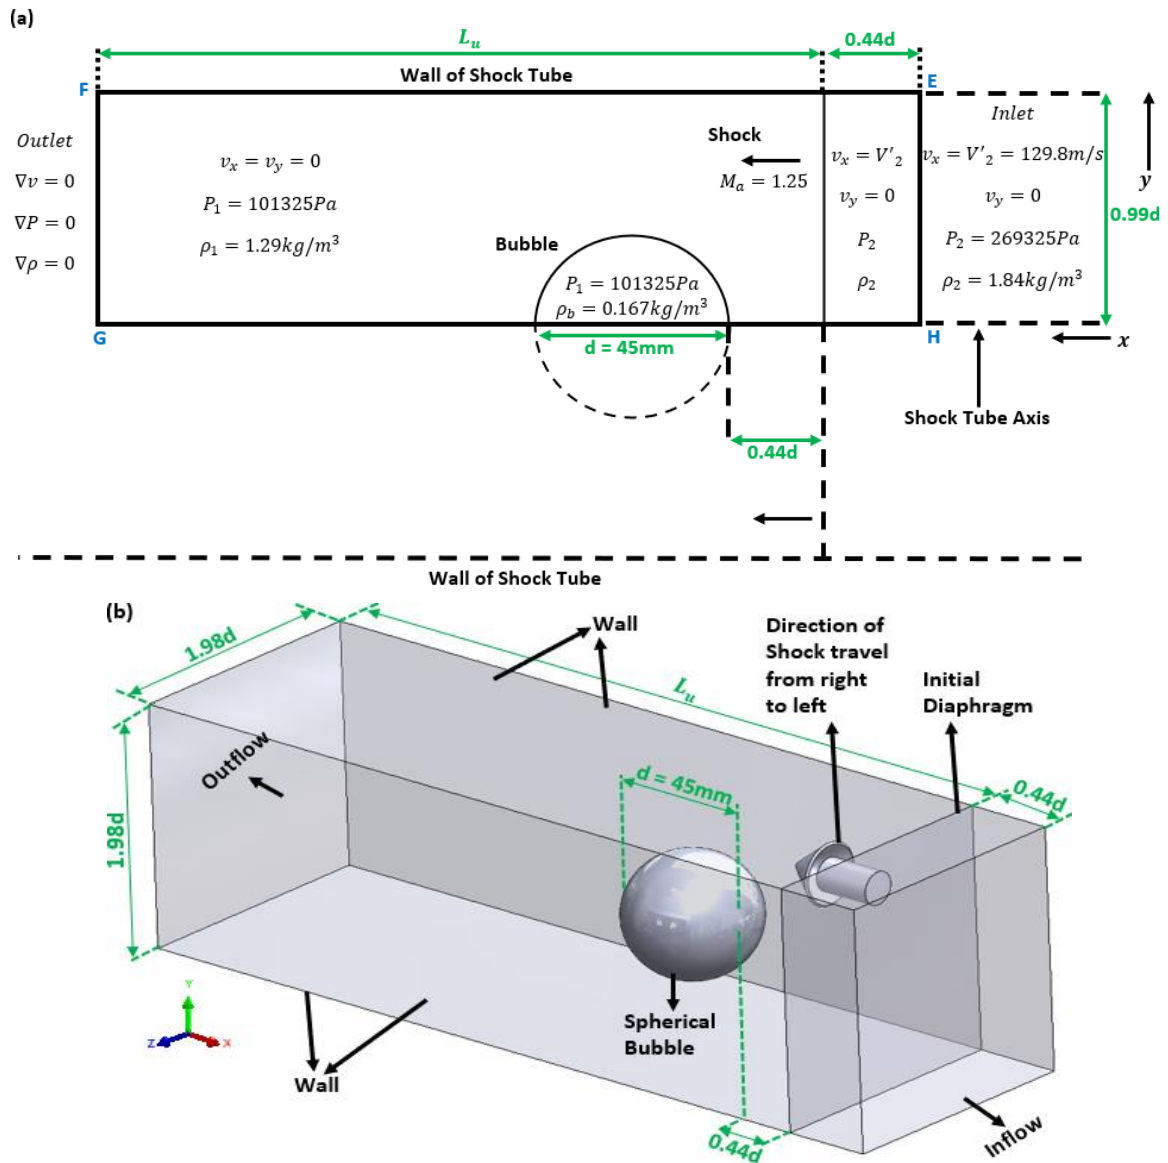 (a)
L_u
0.44d
Wall of Shock Tube
F
E
Outlet
∇v = 0
∇P = 0
∇ρ = 0
v_x = v_y = 0
P_1 = 101325Pa
ρ_1 = 1.29kg/m^3
Shock
M_a = 1.25
v_x = V'_2
v_y = 0
P_2
ρ_2
Inlet
v_x = V'_2 = 129.8m/s
v_y = 0
P_2 = 269325Pa
ρ_2 = 1.84kg/m^3
y
0.99d
Bubble
P_1 = 101325Pa
ρ_b = 0.167kg/m^3
G
H
d = 45mm
x
Shock Tube Axis
0.44d
Wall of Shock Tube
(b)
1.98d
Wall
Direction of
Shock travel
from right
to left
Initial
Diaphragm
L_u
Outflow
d = 45mm
0.44d
1.98d
Y
Z
X
Spherical
Bubble
Wall
0.44d
Inflow